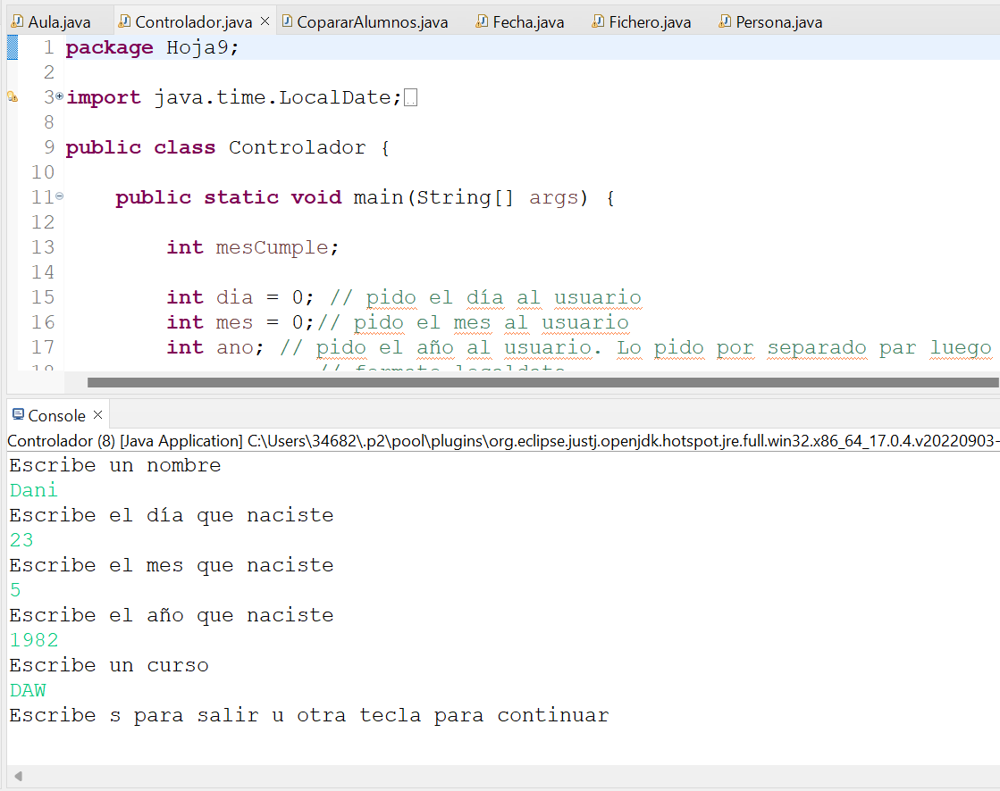 Aula.java Controlador.java CopararAlumnos.java Fecha.java Fichero.java Persona.java
1 package Hoja9;
2
3 import java.time.LocalDate;
8
9 public class Controlador {
10
11 public static void main(String[] args) {
12
13 int mesCumple;
14
15 int dia = 0; // pido el día al usuario
16 int mes = 0;// pido el mes al usuario
17 int ano; // pido el año al usuario. Lo pido por separado par luego
18 // formato localdate
Console
Controlador (8) [Java Application] C:\Users\34682\.p2\pool\plugins\org.eclipse.justj.openjdk.hotspot.jre.full.win32.x86_64_17.0.4.v20220903-
Escribe un nombre
Dani
Escribe el día que naciste
23
Escribe el mes que naciste
5
Escribe el año que naciste
1982
Escribe un curso
DAW
Escribe s para salir u otra tecla para continuar